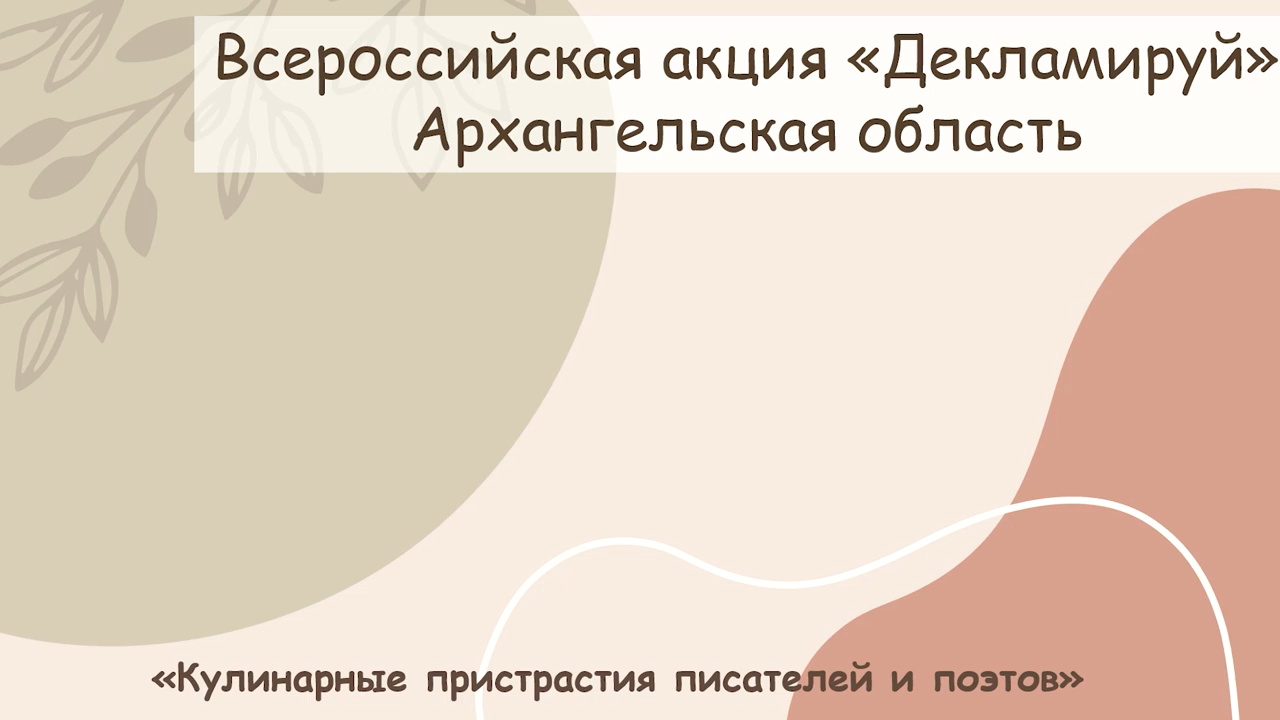 Всероссийская акция «Декламируй»
Архангельская область
«Кулинарные пристрастия писателей и поэтов»